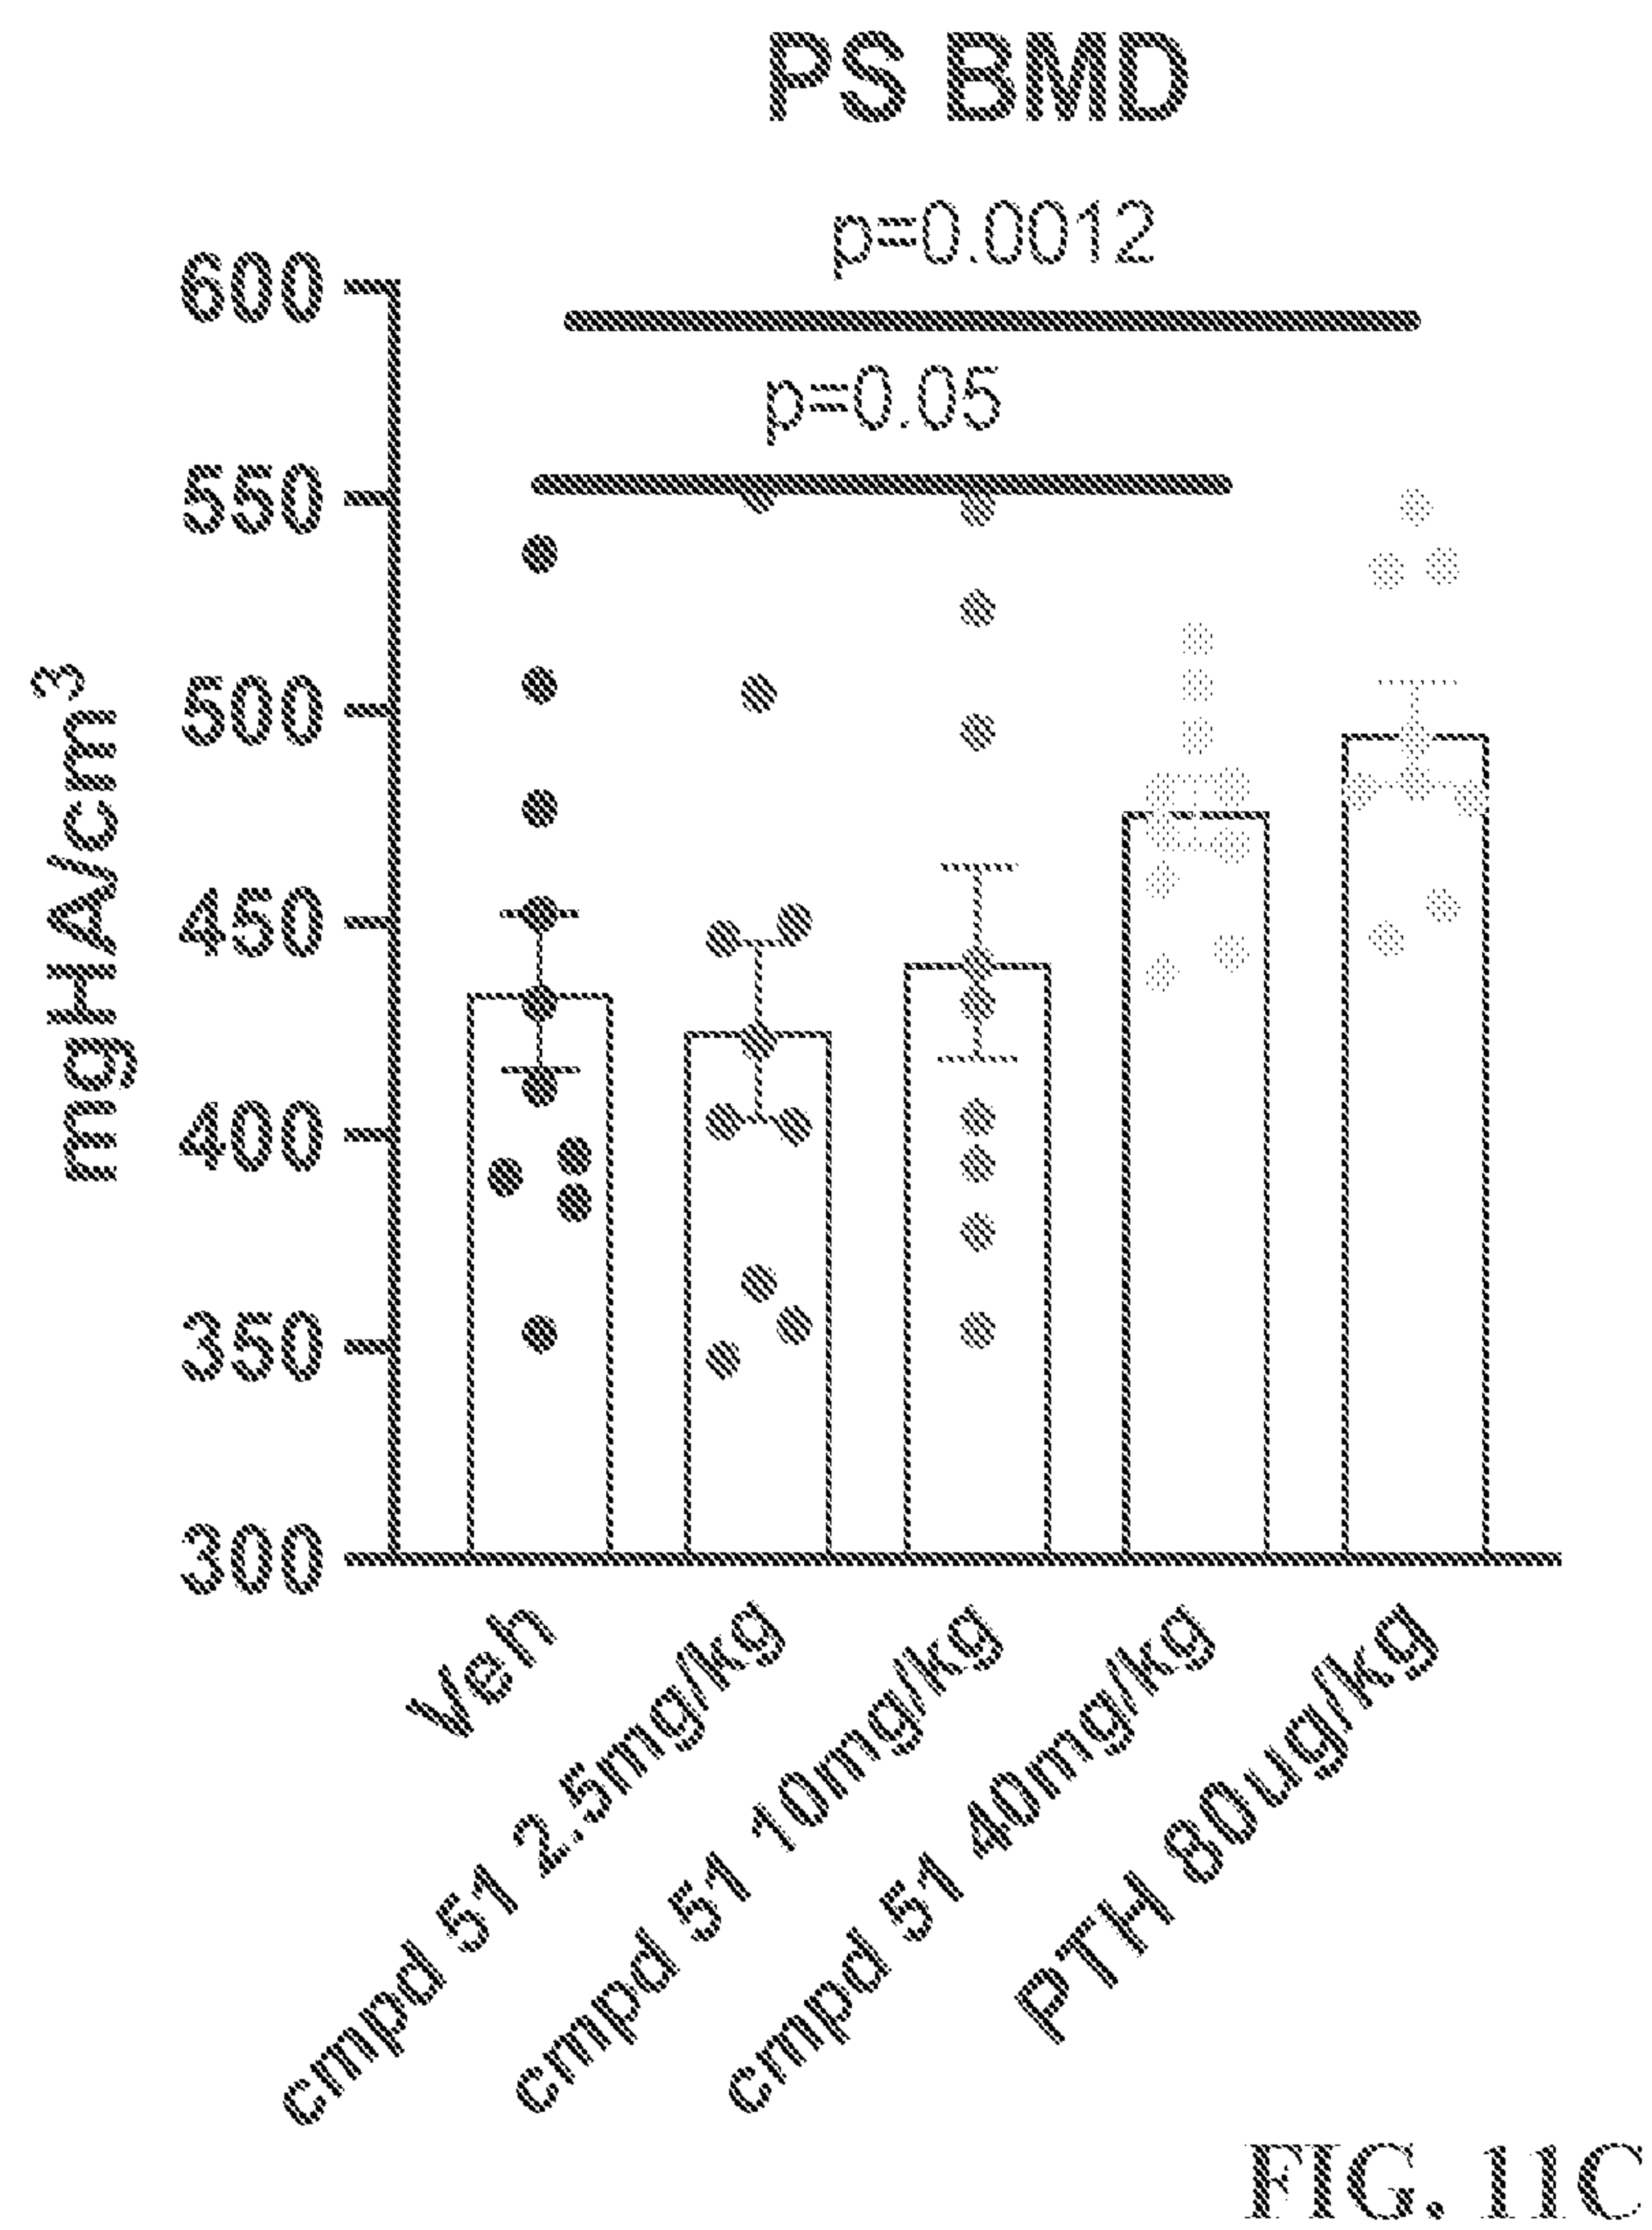 PS BMD
p=0.0012
p=0.05
mgHA/cm³
600
550
500
450
400
350
300
Veh
cmpd 51 2.5mg/kg
cmpd 51 10mg/kg
cmpd 51 40mg/kg
PTH 80ug/kg
FIG. 11C